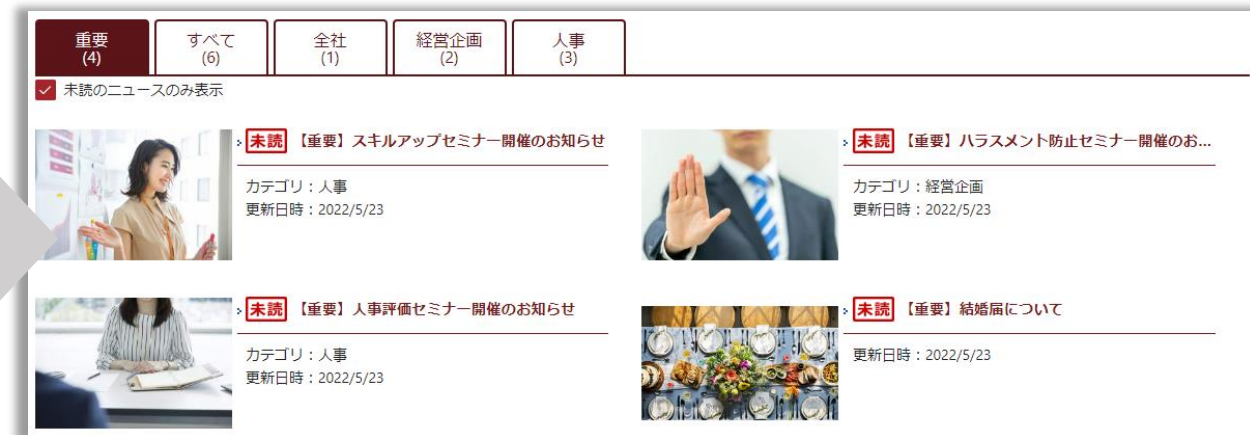 重要
(4)
すべて
(6)
全社
(1)
経営企画
(2)
人事
(3)
未読のニュースのみ表示
未読 【重要】スキルアップセミナー開催のお知らせ
カテゴリ：人事
更新日時：2022/5/23
未読 【重要】ハラスメント防止セミナー開催のお...
カテゴリ：経営企画
更新日時：2022/5/23
未読 【重要】人事評価セミナー開催のお知らせ
カテゴリ：人事
更新日時：2022/5/23
未読 【重要】結婚届について
更新日時：2022/5/23